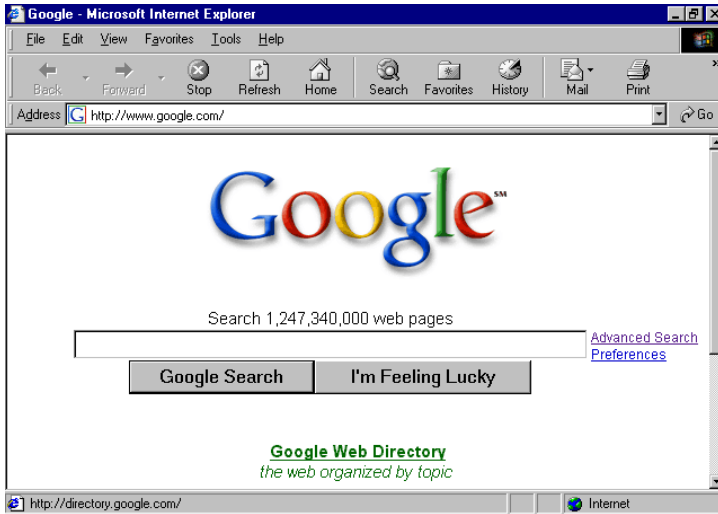 Google - Microsoft Internet Explorer
File Edit View Favorites Tools Help
Back Forward Stop Refresh Home Search Favorites History Mail Print »
Address http://www.google.com/ Go
Google SM
Search 1,247,340,000 web pages
Advanced Search
Preferences
Google Search I'm Feeling Lucky
Google Web Directory
the web organized by topic
http://directory.google.com/ Internet